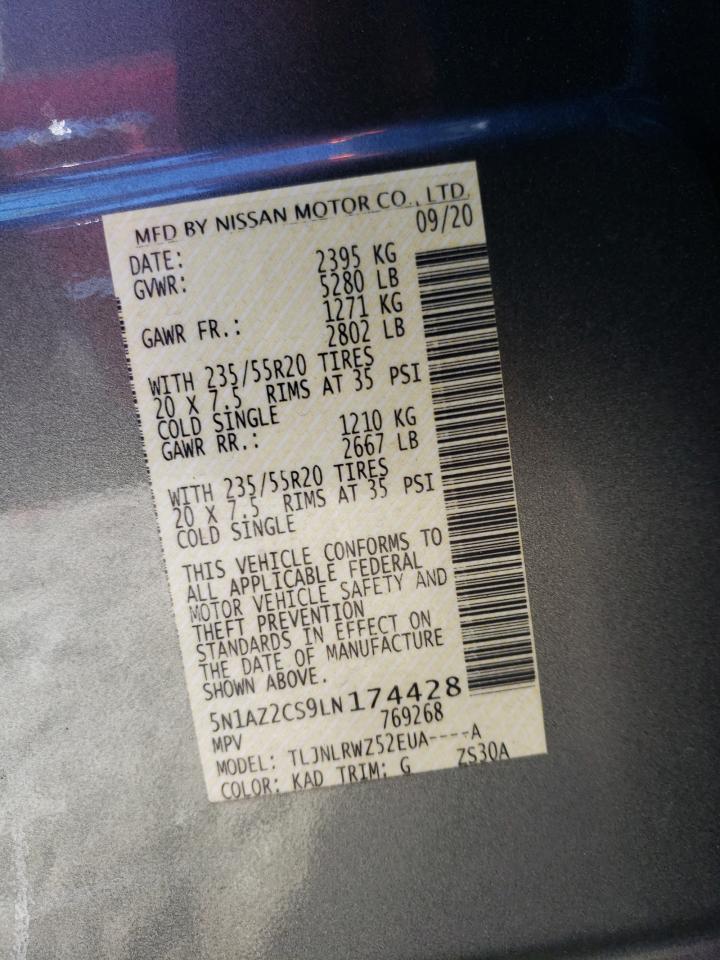 MFD BY NISSAN MOTOR CO., LTD.
DATE: 09/20
GVWR: 2395 KG
5280 LB
GAWR FR.: 1271 KG
2802 LB
WITH 235/55R20 TIRES
20 X 7.5 RIMS AT 35 PSI
COLD SINGLE
GAWR RR.: 1210 KG
2667 LB
WITH 235/55R20 TIRES
20 X 7.5 RIMS AT 35 PSI
COLD SINGLE
THIS VEHICLE CONFORMS TO
ALL APPLICABLE FEDERAL
MOTOR VEHICLE SAFETY AND
THEFT PREVENTION
STANDARDS IN EFFECT ON
THE DATE OF MANUFACTURE
SHOWN ABOVE.
5N1AZ2CS9LN174428
MPV 769268
MODEL: TLJNLRWZ52EUA----A
COLOR: KAD TRIM: G ZS30A